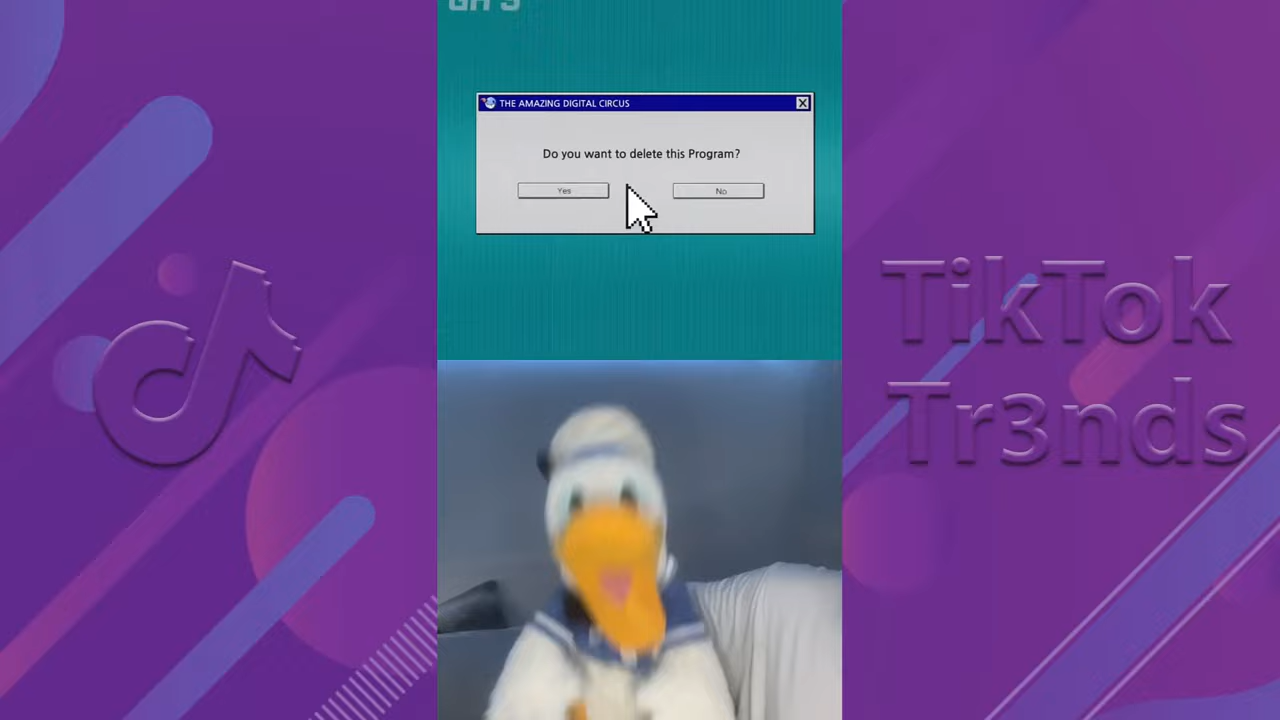 THE AMAZING DIGITAL CIRCUS
Do you want to delete this Program?
Yes
No
TikTok
Tr3nds